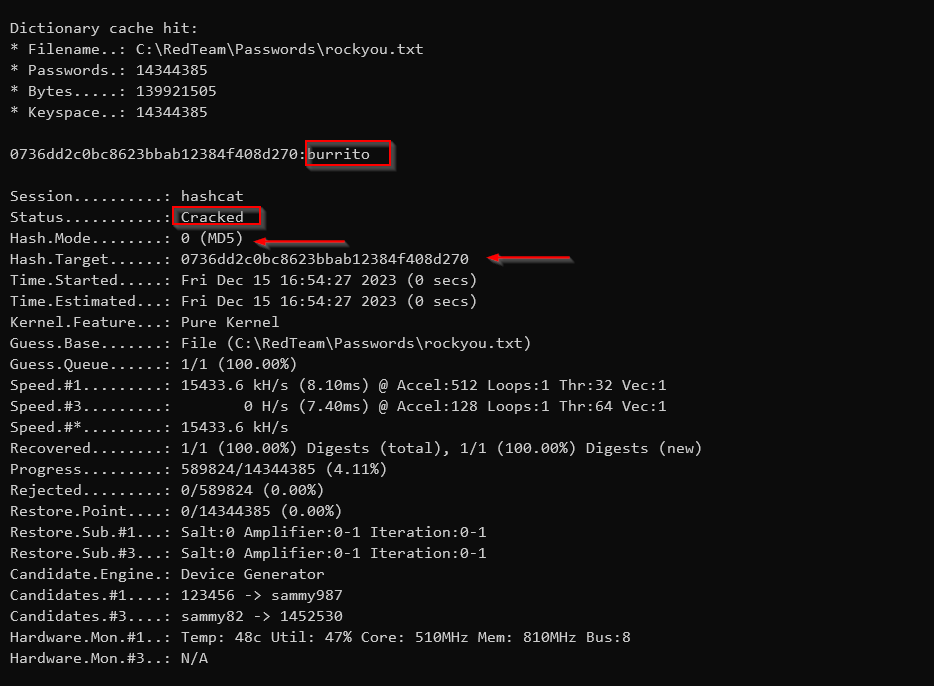 Dictionary cache hit:
* Filename..: C:\RedTeam\Passwords\rockyou.txt
* Passwords.: 14344385
* Bytes.....: 139921505
* Keyspace..: 14344385
0736dd2c0bc8623bbab12384f408d270:burrito
Session..........: hashcat
Status...........: Cracked
Hash.Mode........: 0 (MD5)
Hash.Target......: 0736dd2c0bc8623bbab12384f408d270
Time.Started.....: Fri Dec 15 16:54:27 2023 (0 secs)
Time.Estimated...: Fri Dec 15 16:54:27 2023 (0 secs)
Kernel.Feature...: Pure Kernel
Guess.Base.......: File (C:\RedTeam\Passwords\rockyou.txt)
Guess.Queue......: 1/1 (100.00%)
Speed.#1.........: 15433.6 kH/s (8.10ms) @ Accel:512 Loops:1 Thr:32 Vec:1
Speed.#3.........:        0 H/s (7.40ms) @ Accel:128 Loops:1 Thr:64 Vec:1
Speed.#*.........: 15433.6 kH/s
Recovered........: 1/1 (100.00%) Digests (total), 1/1 (100.00%) Digests (new)
Progress.........: 589824/14344385 (4.11%)
Rejected.........: 0/589824 (0.00%)
Restore.Point....: 0/14344385 (0.00%)
Restore.Sub.#1...: Salt:0 Amplifier:0-1 Iteration:0-1
Restore.Sub.#3...: Salt:0 Amplifier:0-1 Iteration:0-1
Candidate.Engine.: Device Generator
Candidates.#1....: 123456 -> sammy987
Candidates.#3....: sammy82 -> 1452530
Hardware.Mon.#1..: Temp: 48c Util: 47% Core: 510MHz Mem: 810MHz Bus:8
Hardware.Mon.#3..: N/A